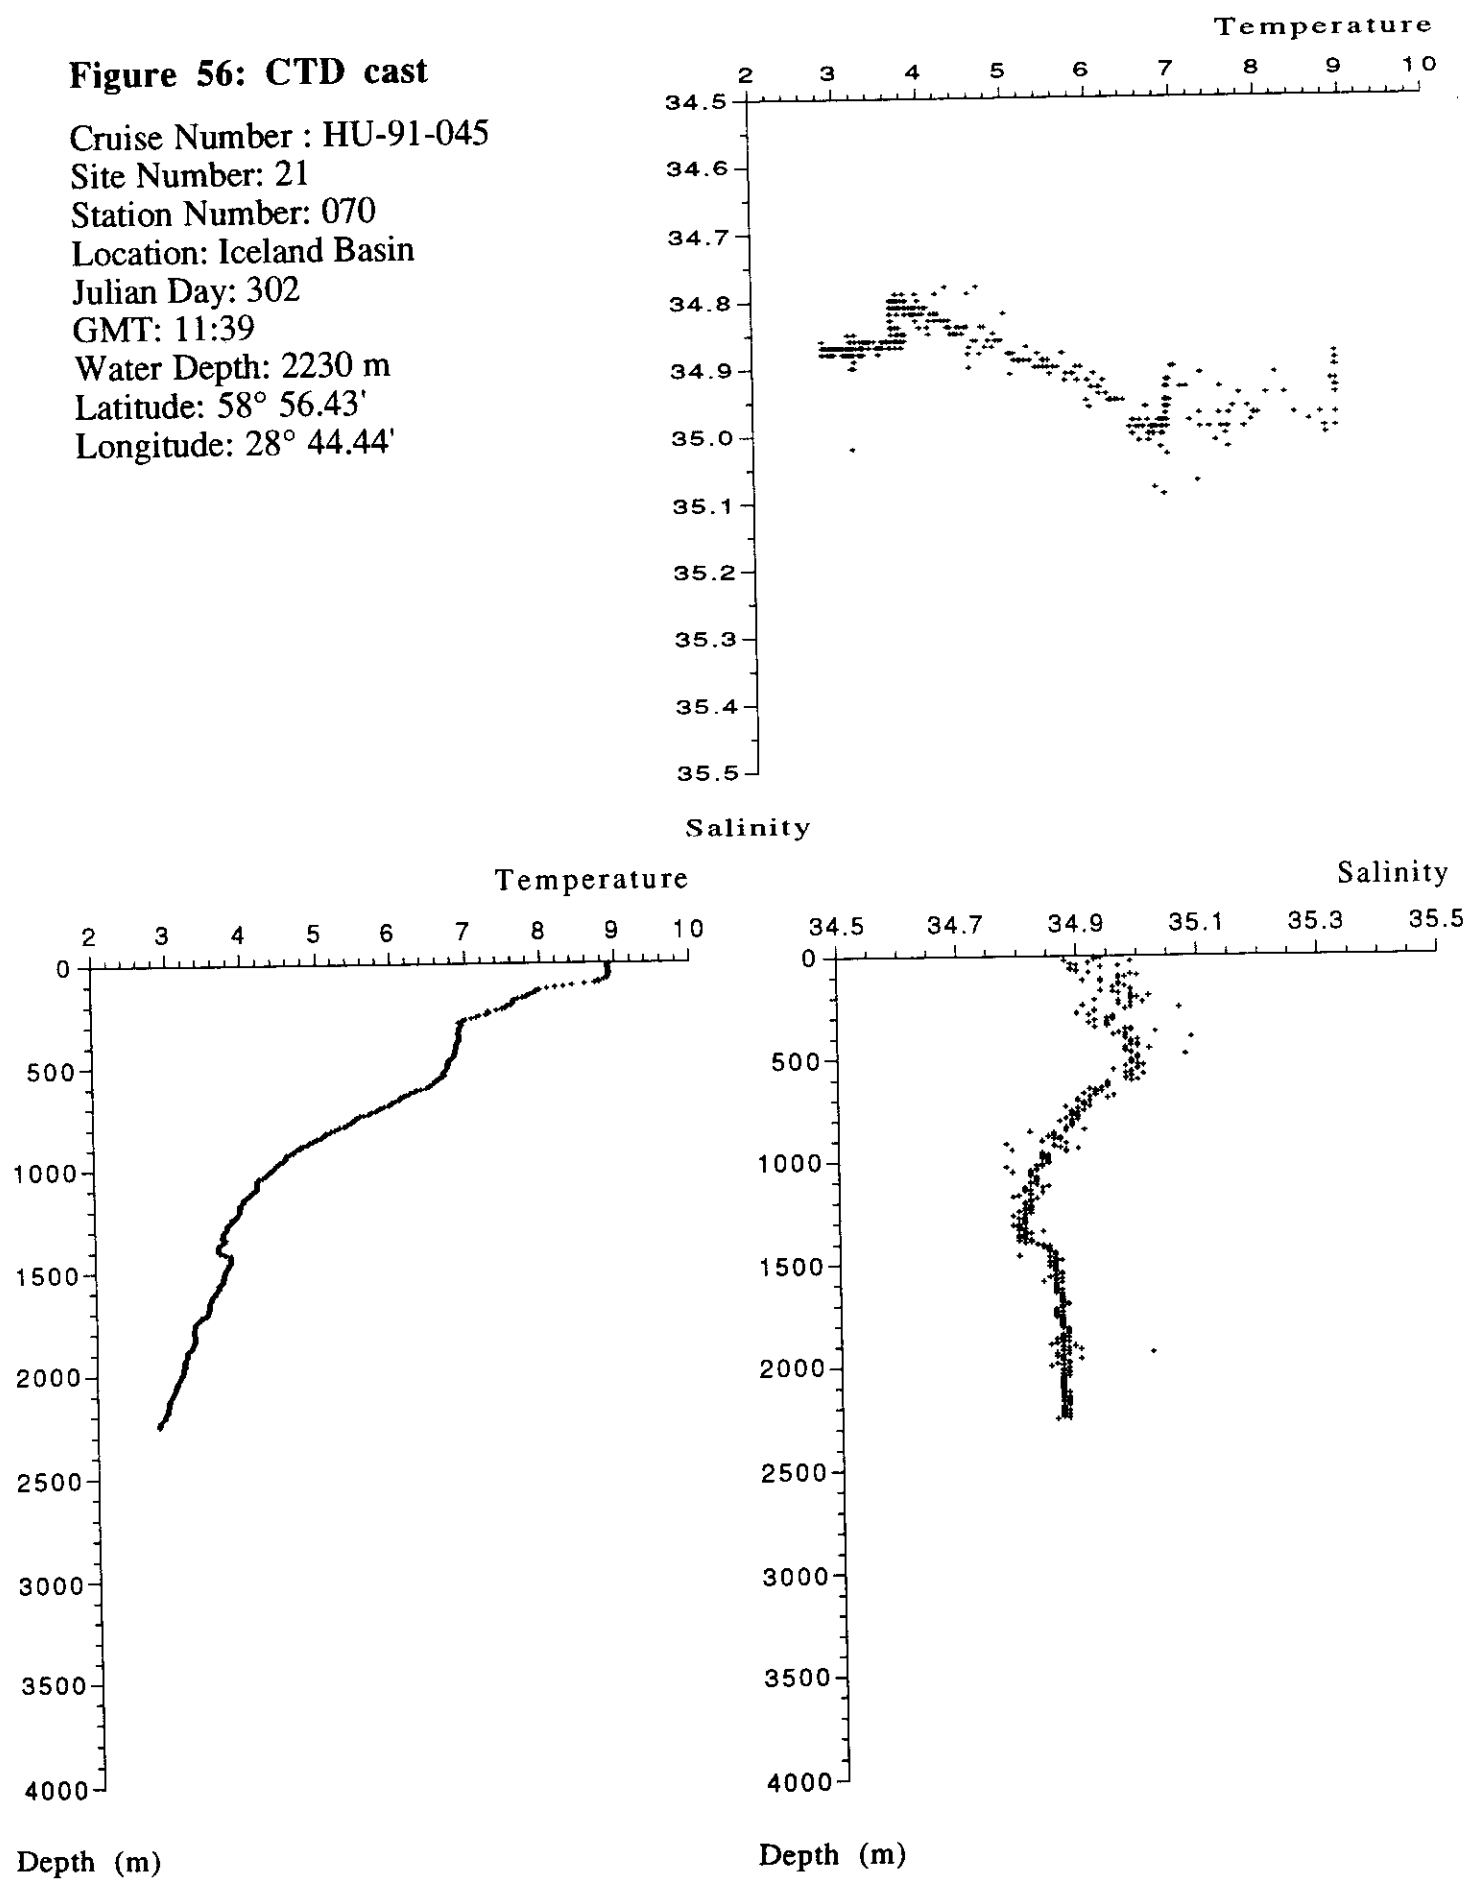 Figure 56: CTD cast
Cruise Number : HU-91-045
Site Number: 21
Station Number: 070
Location: Iceland Basin
Julian Day: 302
GMT: 11:39
Water Depth: 2230 m
Latitude: 58° 56.43'
Longitude: 28° 44.44'
Temperature
2 3 4 5 6 7 8 9 10
34.5
34.6
34.7
34.8
34.9
35.0
35.1
35.2
35.3
35.4
35.5
Salinity
Temperature
2 3 4 5 6 7 8 9 10
0
500
1000
1500
2000
2500
3000
3500
4000
Depth (m)
Salinity
34.5 34.7 34.9 35.1 35.3 35.5
0
500
1000
1500
2000
2500
3000
3500
4000
Depth (m)